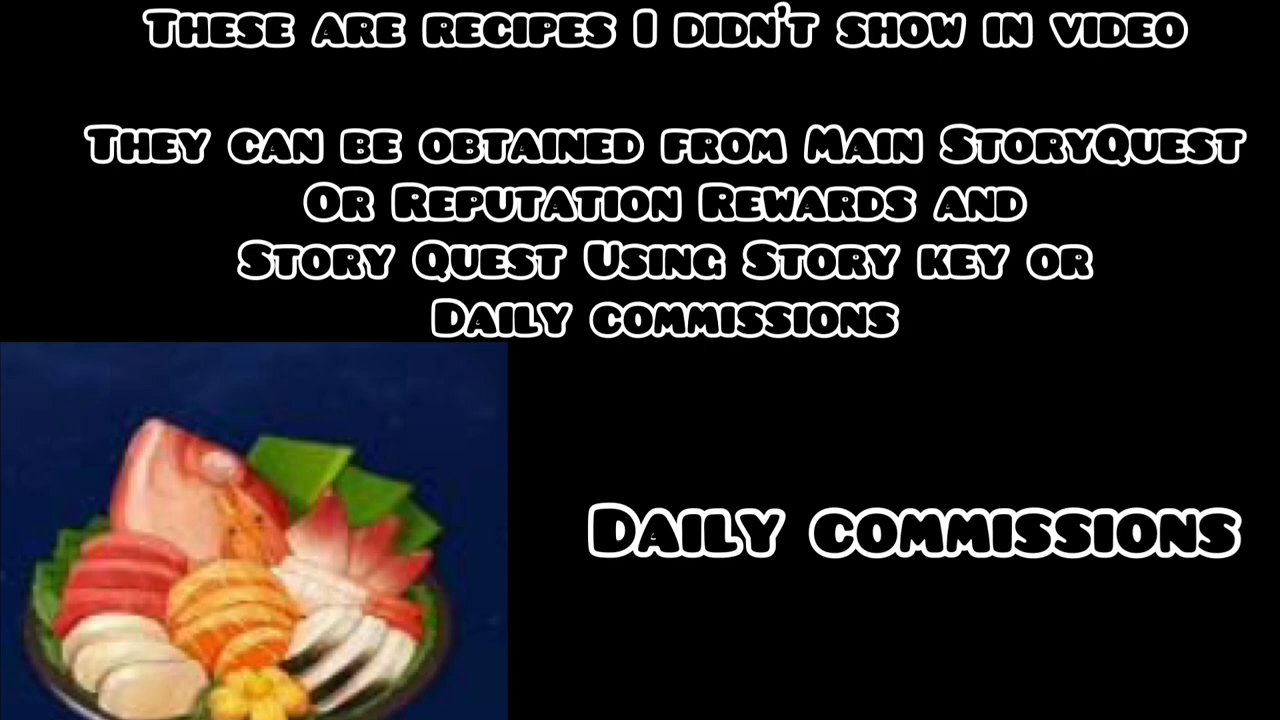 These are recipes I didn't show in video
They can be obtained from Main StoryQuest
Or Reputation Rewards and
Story Quest Using Story key or
Daily commissions
Daily commissions